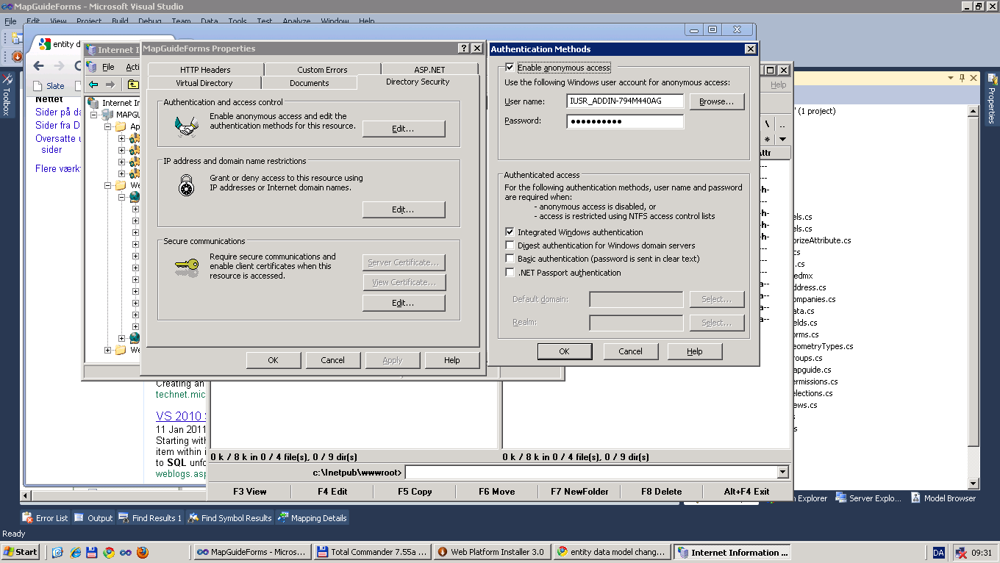 MapGuideForms - Microsoft Visual Studio
File Edit View Project Build Debug Team Data Tools Test Analyze Window Help
entity d
Slate
Nettet
Sider på da
Sider fra D
Oversatte
sider
Flere værkt
Creating an
technet.mic
VS 2010
11 Jan 2011
Starting with
item within i
to SQL unfo
weblogs.asp
Internet I
File Acti
Internet In
MAPGU
Ap
We
We
MapGuideForms Properties
HTTP Headers Custom Errors ASP.NET
Virtual Directory Documents Directory Security
Authentication and access control
Enable anonymous access and edit the
authentication methods for this resource.
Edit...
IP address and domain name restrictions
Grant or deny access to this resource using
IP addresses or Internet domain names.
Edit...
Secure communications
Require secure communications and
enable client certificates when this
resource is accessed.
Server Certificate...
View Certificate...
Edit...
OK Cancel Apply Help
Authentication Methods
Enable anonymous access
Use the following Windows user account for anonymous access:
User name: IUSR_ADDIN-794M440AG Browse...
Password: ●●●●●●●●●●
Authenticated access
For the following authentication methods, user name and password
are required when:
- anonymous access is disabled, or
- access is restricted using NTFS access control lists
Integrated Windows authentication
Digest authentication for Windows domain servers
Basic authentication (password is sent in clear text)
.NET Passport authentication
Default domain: Select...
Realm: Select...
OK Cancel Help
Help
\ ..
*
Attr
---
---
-h-
---
-h-
-h-
-h-
---
---
---
a--
a--
a--
a--
0 k / 8 k in 0 / 4 file(s), 0 / 9 dir(s)
0 k / 8 k in 0 / 4 file(s), 0 / 9 dir(s)
c:\Inetpub\wwwroot>
F3 View F4 Edit F5 Copy F6 Move F7 NewFolder F8 Delete Alt+F4 Exit
' (1 project)
els.cs
orizeAttribute.cs
cs
.cs
edmx
ddress.cs
ompanies.cs
ata.cs
elds.cs
orms.cs
eometryTypes.cs
roups.cs
apguide.cs
ermissions.cs
elections.cs
ews.cs
s
s
Toolbox
Properties
Explorer Server Explo... Model Browser
Error List Output Find Results 1 Find Symbol Results Mapping Details
Ready
Start MapGuideForms - Micros... Total Commander 7.55a ... Web Platform Installer 3.0 entity data model chang... Internet Information ... DA 09:31